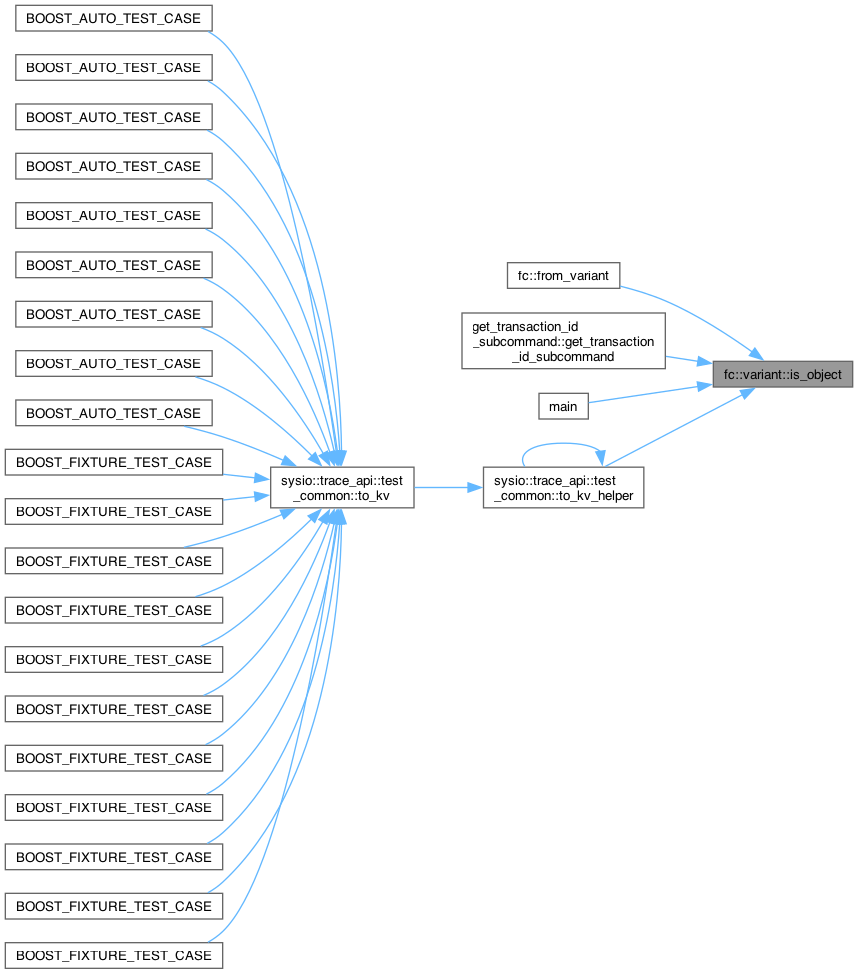 BOOST_AUTO_TEST_CASE
BOOST_AUTO_TEST_CASE
BOOST_AUTO_TEST_CASE
BOOST_AUTO_TEST_CASE
BOOST_AUTO_TEST_CASE
BOOST_AUTO_TEST_CASE
BOOST_AUTO_TEST_CASE
BOOST_AUTO_TEST_CASE
BOOST_AUTO_TEST_CASE
BOOST_FIXTURE_TEST_CASE
BOOST_FIXTURE_TEST_CASE
BOOST_FIXTURE_TEST_CASE
BOOST_FIXTURE_TEST_CASE
BOOST_FIXTURE_TEST_CASE
BOOST_FIXTURE_TEST_CASE
BOOST_FIXTURE_TEST_CASE
BOOST_FIXTURE_TEST_CASE
BOOST_FIXTURE_TEST_CASE
BOOST_FIXTURE_TEST_CASE
BOOST_FIXTURE_TEST_CASE
sysio::trace_api::test
_common::to_kv
fc::from_variant
get_transaction_id
_subcommand::get_transaction
_id_subcommand
main
sysio::trace_api::test
_common::to_kv_helper
fc::variant::is_object